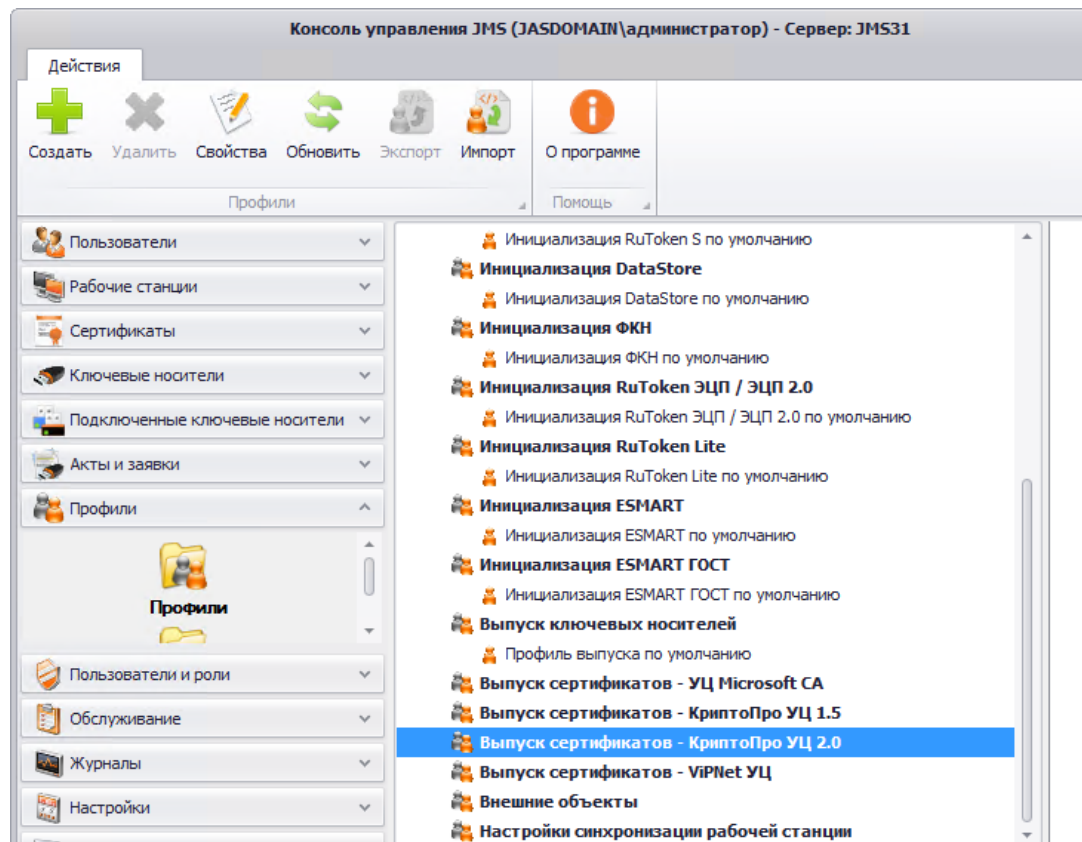 Консоль управления JMS (JASDOMAIN\администратор) - Сервер: JMS31
Действия
Создать Удалить Свойства Обновить Экспорт Импорт О программе
Профили Помощь
Пользователи
Рабочие станции
Сертификаты
Ключевые носители
Подключенные ключевые носители
Акты и заявки
Профили
Профили
Пользователи и роли
Обслуживание
Журналы
Настройки
Инициализация RuToken S по умолчанию
Инициализация DataStore
Инициализация DataStore по умолчанию
Инициализация ФКН
Инициализация ФКН по умолчанию
Инициализация RuToken ЭЦП / ЭЦП 2.0
Инициализация RuToken ЭЦП / ЭЦП 2.0 по умолчанию
Инициализация RuToken Lite
Инициализация RuToken Lite по умолчанию
Инициализация ESMART
Инициализация ESMART по умолчанию
Инициализация ESMART ГОСТ
Инициализация ESMART ГОСТ по умолчанию
Выпуск ключевых носителей
Профиль выпуска по умолчанию
Выпуск сертификатов - УЦ Microsoft CA
Выпуск сертификатов - КриптоПро УЦ 1.5
Выпуск сертификатов - КриптоПро УЦ 2.0
Выпуск сертификатов - ViPNet УЦ
Внешние объекты
Настройки синхронизации рабочей станции